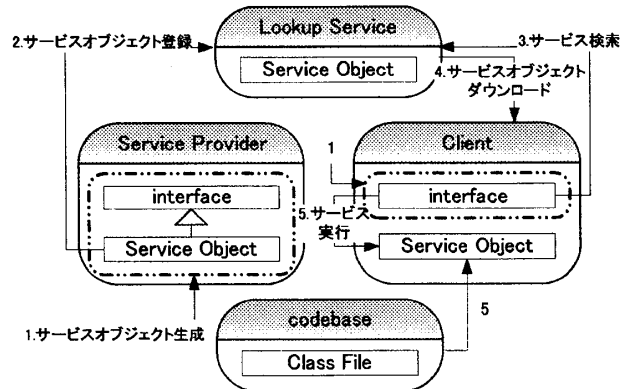 Lookup Service
2.サービスオブジェクト登録
3.サービス検索
Service Object
4.サービスオブジェクト
ダウンロード
Service Provider
Client
1
interface
interface
5.サービス
実行
Service Object
Service Object
5
codebase
1.サービスオブジェクト生成
Class File